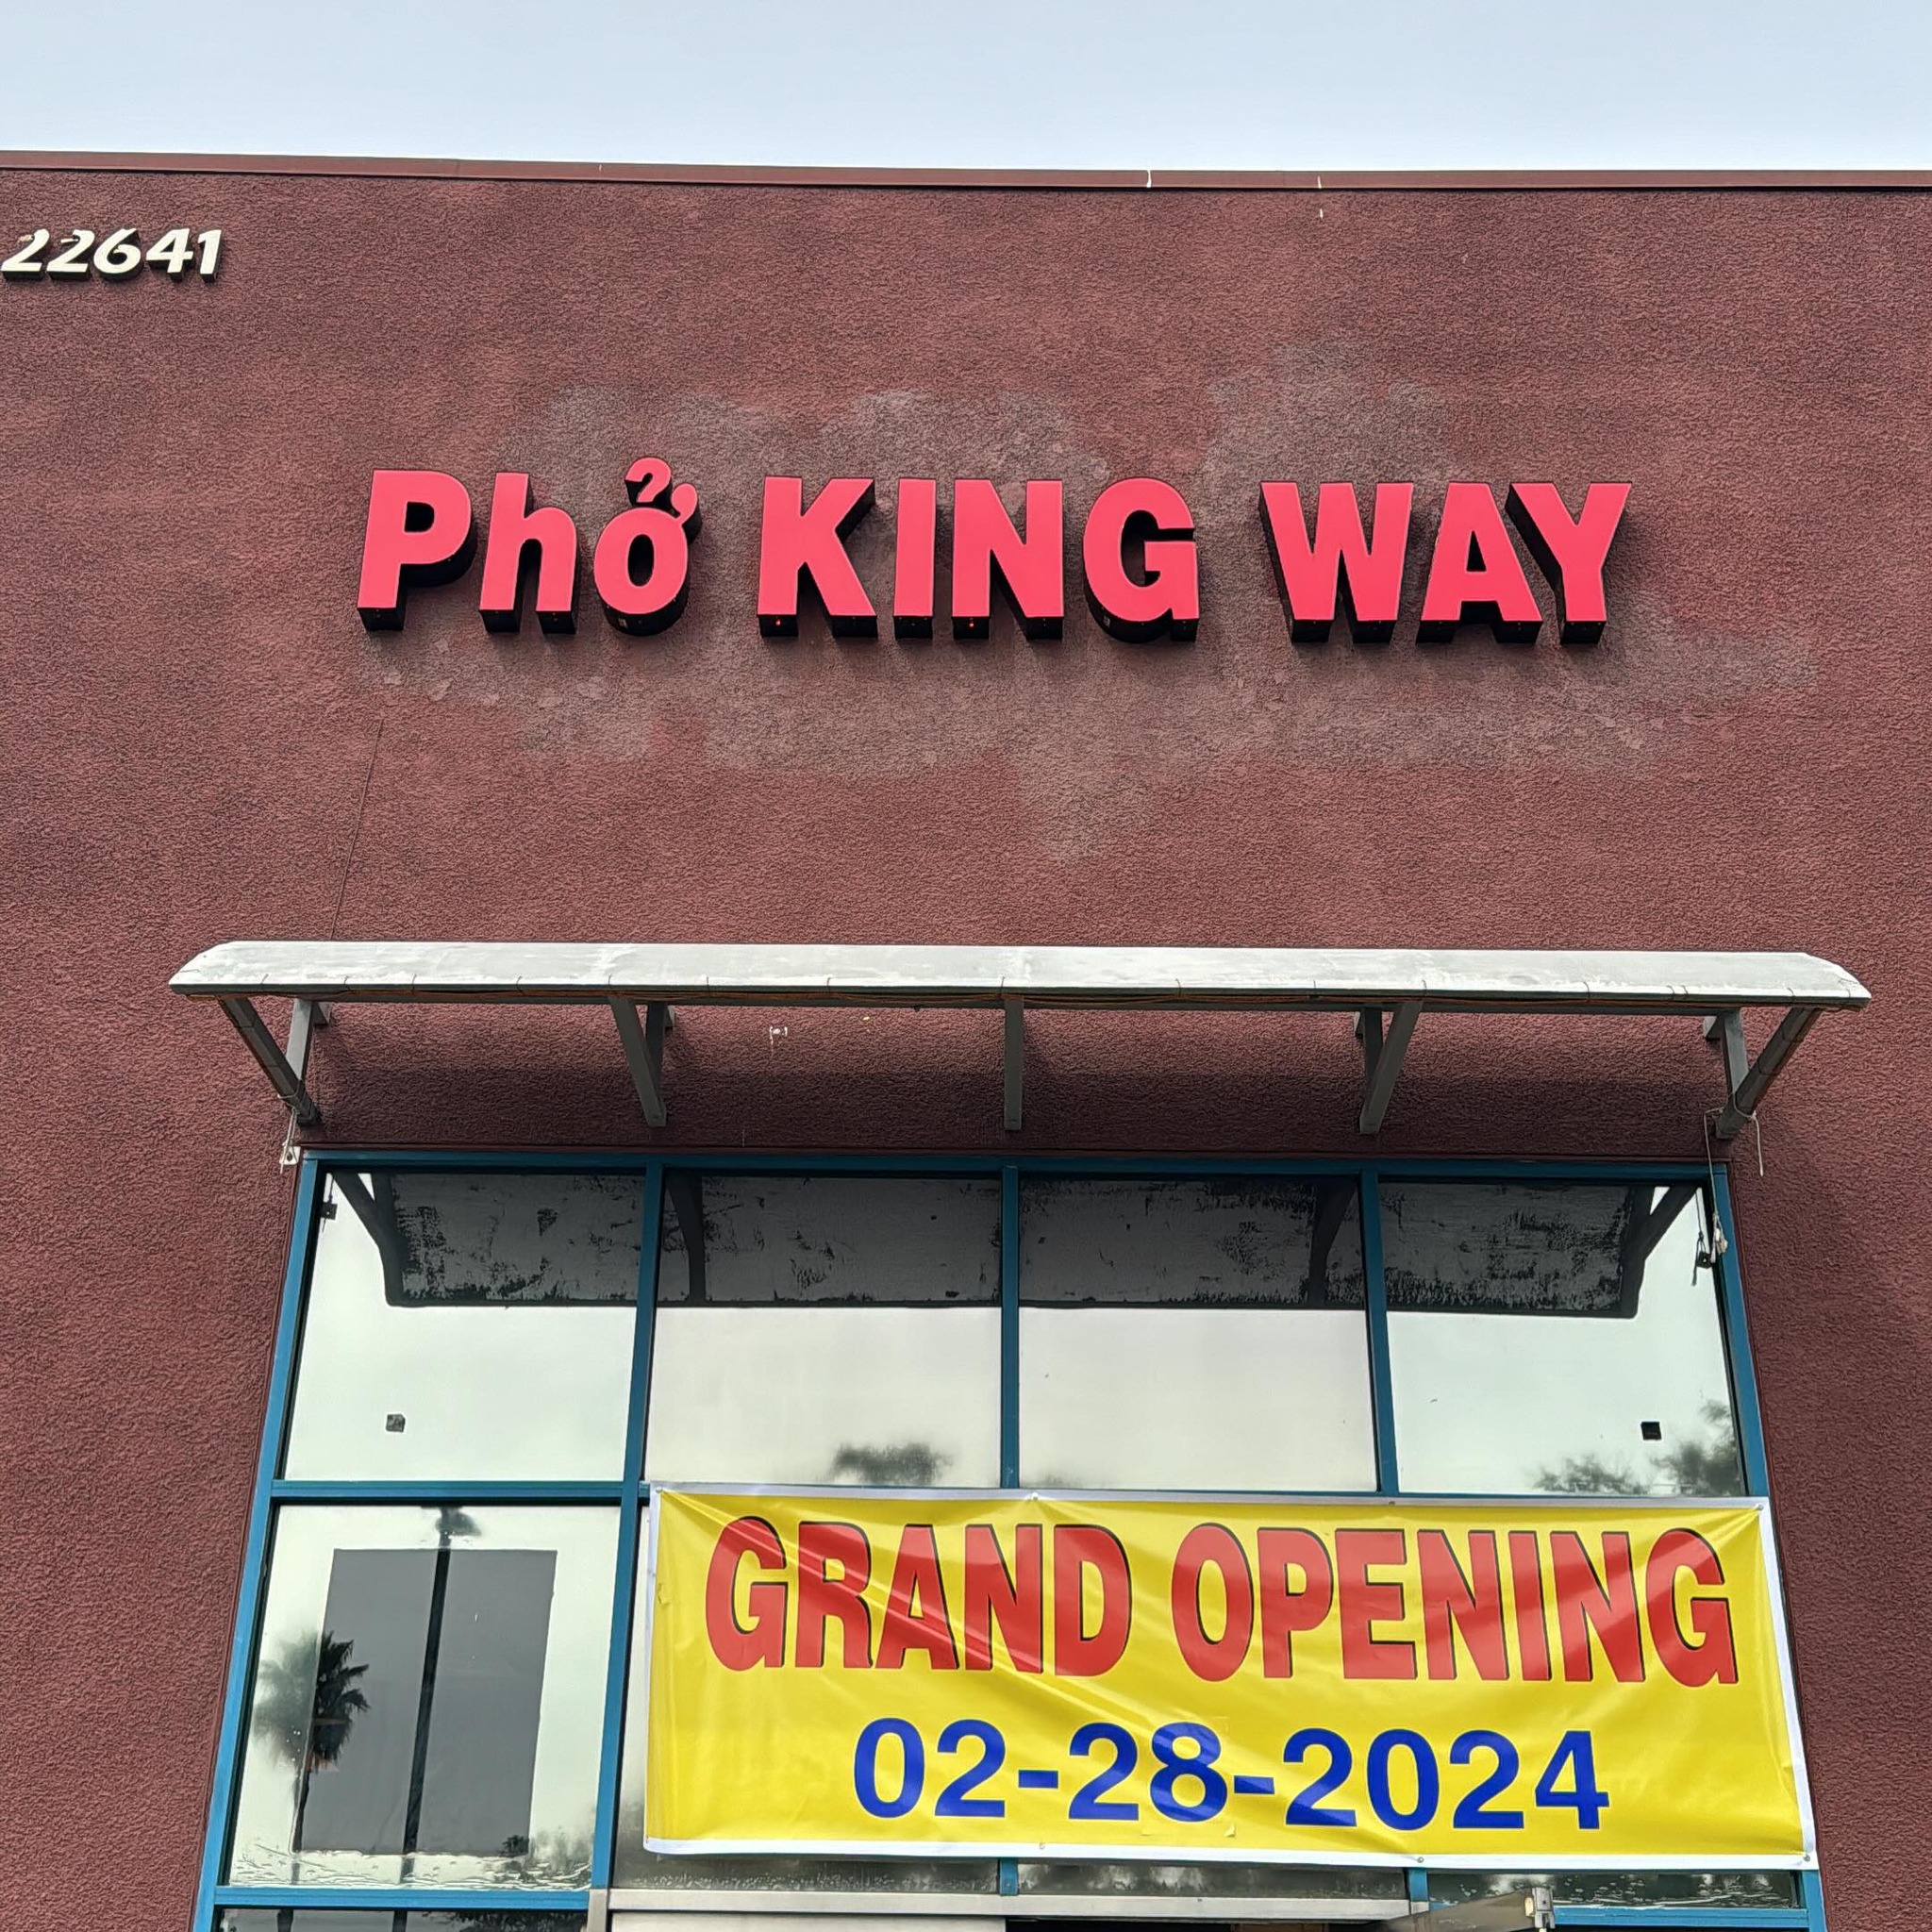 22641
Phở KING WAY
GRAND OPENING
02-28-2024